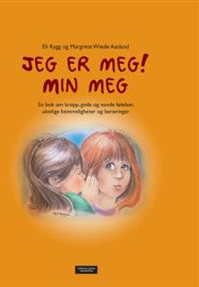 Eli Rygg og Margrete Wiede Aasland
JEG ER MEG!
MIN MEG
En bok om kropp, gode og vonde følelser,
ulovlige hemmeligheter og berøringer